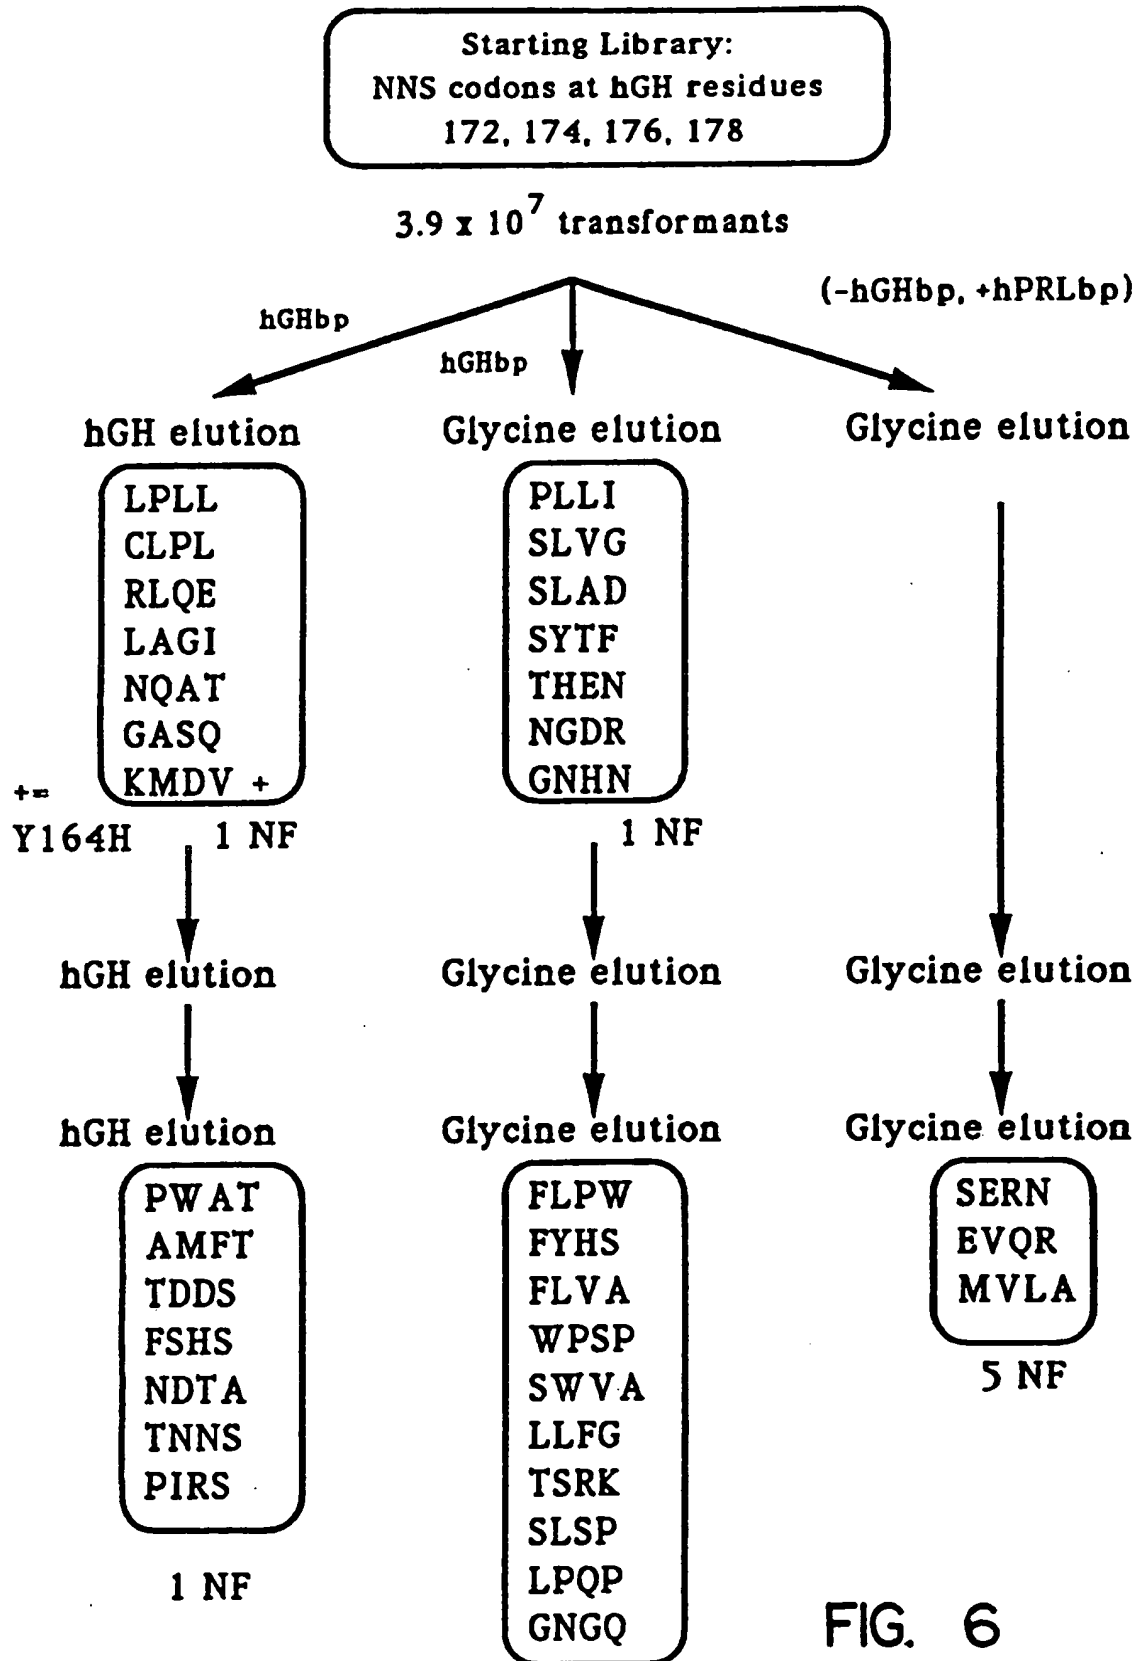 Starting Library:
NNS codons at hGH residues
172, 174, 176, 178
3.9 x 10^7 transformants
(-hGHbp, +hPRLbp)
hGHbp
hGHbp
hGH elution
Glycine elution
Glycine elution
LPLL
CLPL
RLQE
LAGI
NQAT
GASQ
KMDV +
+=
Y164H
1 NF
PLLI
SLVG
SLAD
SYTF
THEN
NGDR
GNHN
1 NF
hGH elution
Glycine elution
Glycine elution
hGH elution
Glycine elution
Glycine elution
PWAT
AMFT
TDDS
FSHS
NDTA
TNNS
PIRS
1 NF
FLPW
FYHS
FLVA
WPSP
SWVA
LLFG
TSRK
SLSP
LPQP
GNGQ
SERN
EVQR
MVLA
5 NF
FIG. 6